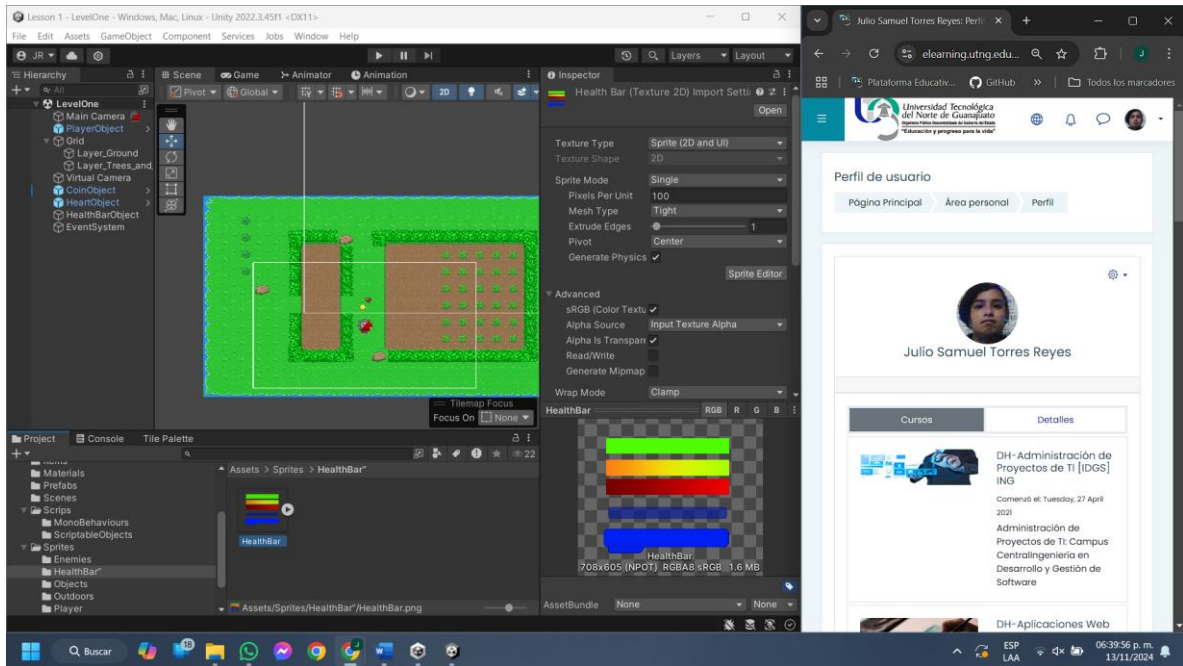 Lesson 1 - LevelOne - Windows, Mac, Linux - Unity 2022.3.45f1 <DX11>
File Edit Assets GameObject Component Services Jobs Window Help
JR
Layers
Layout
Hierarchy
All
LevelOne
Main Camera
PlayerObject
Grid
Layer_Ground
Layer_Trees_and_
Virtual Camera
CoinObject
HeartObject
HealthBarObject
EventSystem
Scene Game Animator Animation
Pivot Global 2D
Tilemap Focus
Focus On None
Inspector
Health Bar (Texture 2D) Import Setti
Open
Texture Type Sprite (2D and UI)
Texture Shape 2D
Sprite Mode Single
Pixels Per Unit 100
Mesh Type Tight
Extrude Edges 1
Pivot Center
Generate Physics
Sprite Editor
Advanced
sRGB (Color Textu
Alpha Source Input Texture Alpha
Alpha Is Transpare
Read/Write
Generate Mipmap
Wrap Mode Clamp
HealthBar RGB R G B
HealthBar
708x605 (NPOT) RGBA8 sRGB 1.6 MB
AssetBundle None None
Project Console Tile Palette
22
Materials
Prefabs
Scenes
Scrips
MonoBehaviours
ScriptableObjects
Sprites
Enemies
HealthBar"
Objects
Outdoors
Player
Assets > Sprites > HealthBar"
HealthBar
Assets/Sprites/HealthBar"/HealthBar.png
Julio Samuel Torres Reyes: Perfi
elearning.utng.edu...
J
Plataforma Educativ... GitHub » Todos los marcadores
Universidad Tecnológica
del Norte de Guanajuato
"Educación y progreso para la vida"
Perfil de usuario
Página Principal Área personal Perfil
Julio Samuel Torres Reyes
Cursos Detalles
DH-Administración de
Proyectos de TI [IDGS]
ING
Comenzó el: Tuesday, 27 April
2021
Administración de
Proyectos de TI: Campus
CentralIngeniería en
Desarrollo y Gestión de
Software
DH-Aplicaciones Web
Buscar
18
ESP
LAA
06:39:56 p. m.
13/11/2024